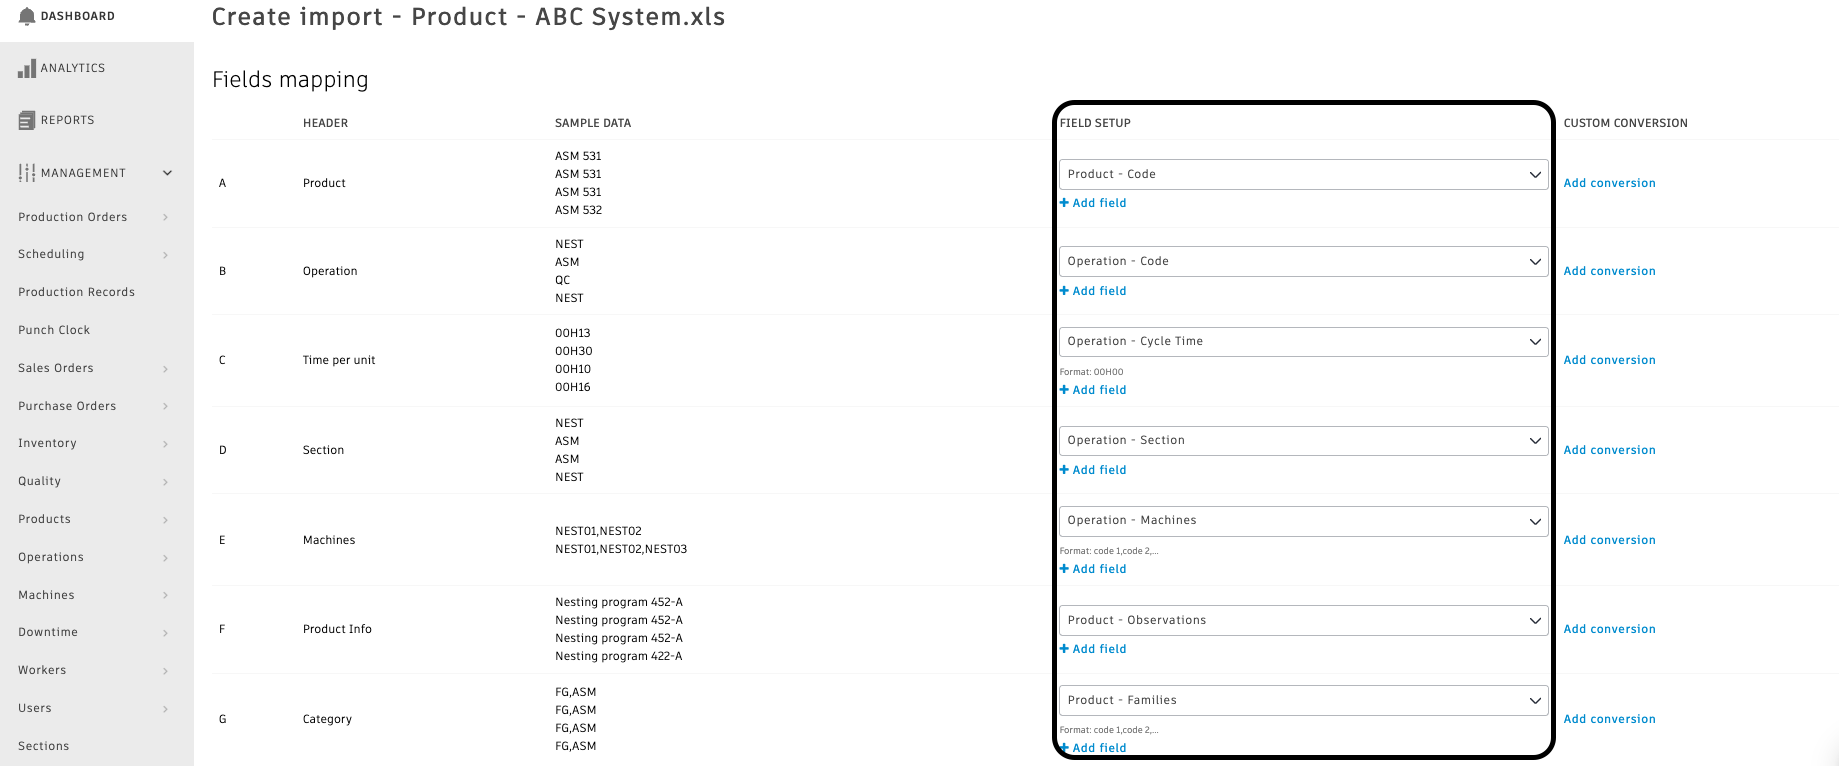 DASHBOARD
ANALYTICS
REPORTS
MANAGEMENT
Production Orders
Scheduling
Production Records
Punch Clock
Sales Orders
Purchase Orders
Inventory
Quality
Products
Operations
Machines
Downtime
Workers
Users
Sections
Create import - Product - ABC System.xls
Fields mapping
HEADER SAMPLE DATA FIELD SETUP CUSTOM CONVERSION
A Product
ASM 531
ASM 531
ASM 531
ASM 532
Product - Code
+ Add field
Add conversion
B Operation
NEST
ASM
QC
NEST
Operation - Code
+ Add field
Add conversion
C Time per unit
00H13
00H30
00H10
00H16
Operation - Cycle Time
Format: 00H00
+ Add field
Add conversion
D Section
NEST
ASM
ASM
NEST
Operation - Section
+ Add field
Add conversion
E Machines
NEST01,NEST02
NEST01,NEST02,NEST03
Operation - Machines
Format: code 1,code 2,...
+ Add field
Add conversion
F Product Info
Nesting program 452-A
Nesting program 452-A
Nesting program 452-A
Nesting program 422-A
Product - Observations
+ Add field
Add conversion
G Category
FG,ASM
FG,ASM
FG,ASM
FG,ASM
Product - Families
Format: code 1,code 2,...
+ Add field
Add conversion